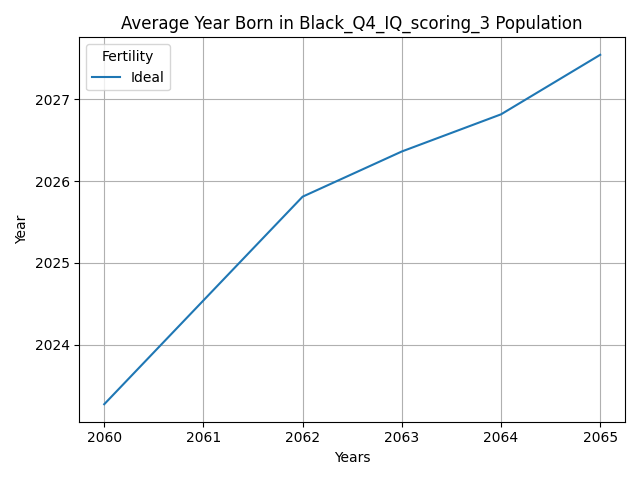 Average Year Born in Black_Q4_IQ_scoring_3 Population
Fertility
Ideal
2027
2026
2025
2024
Year
2060 2061 2062 2063 2064 2065
Years